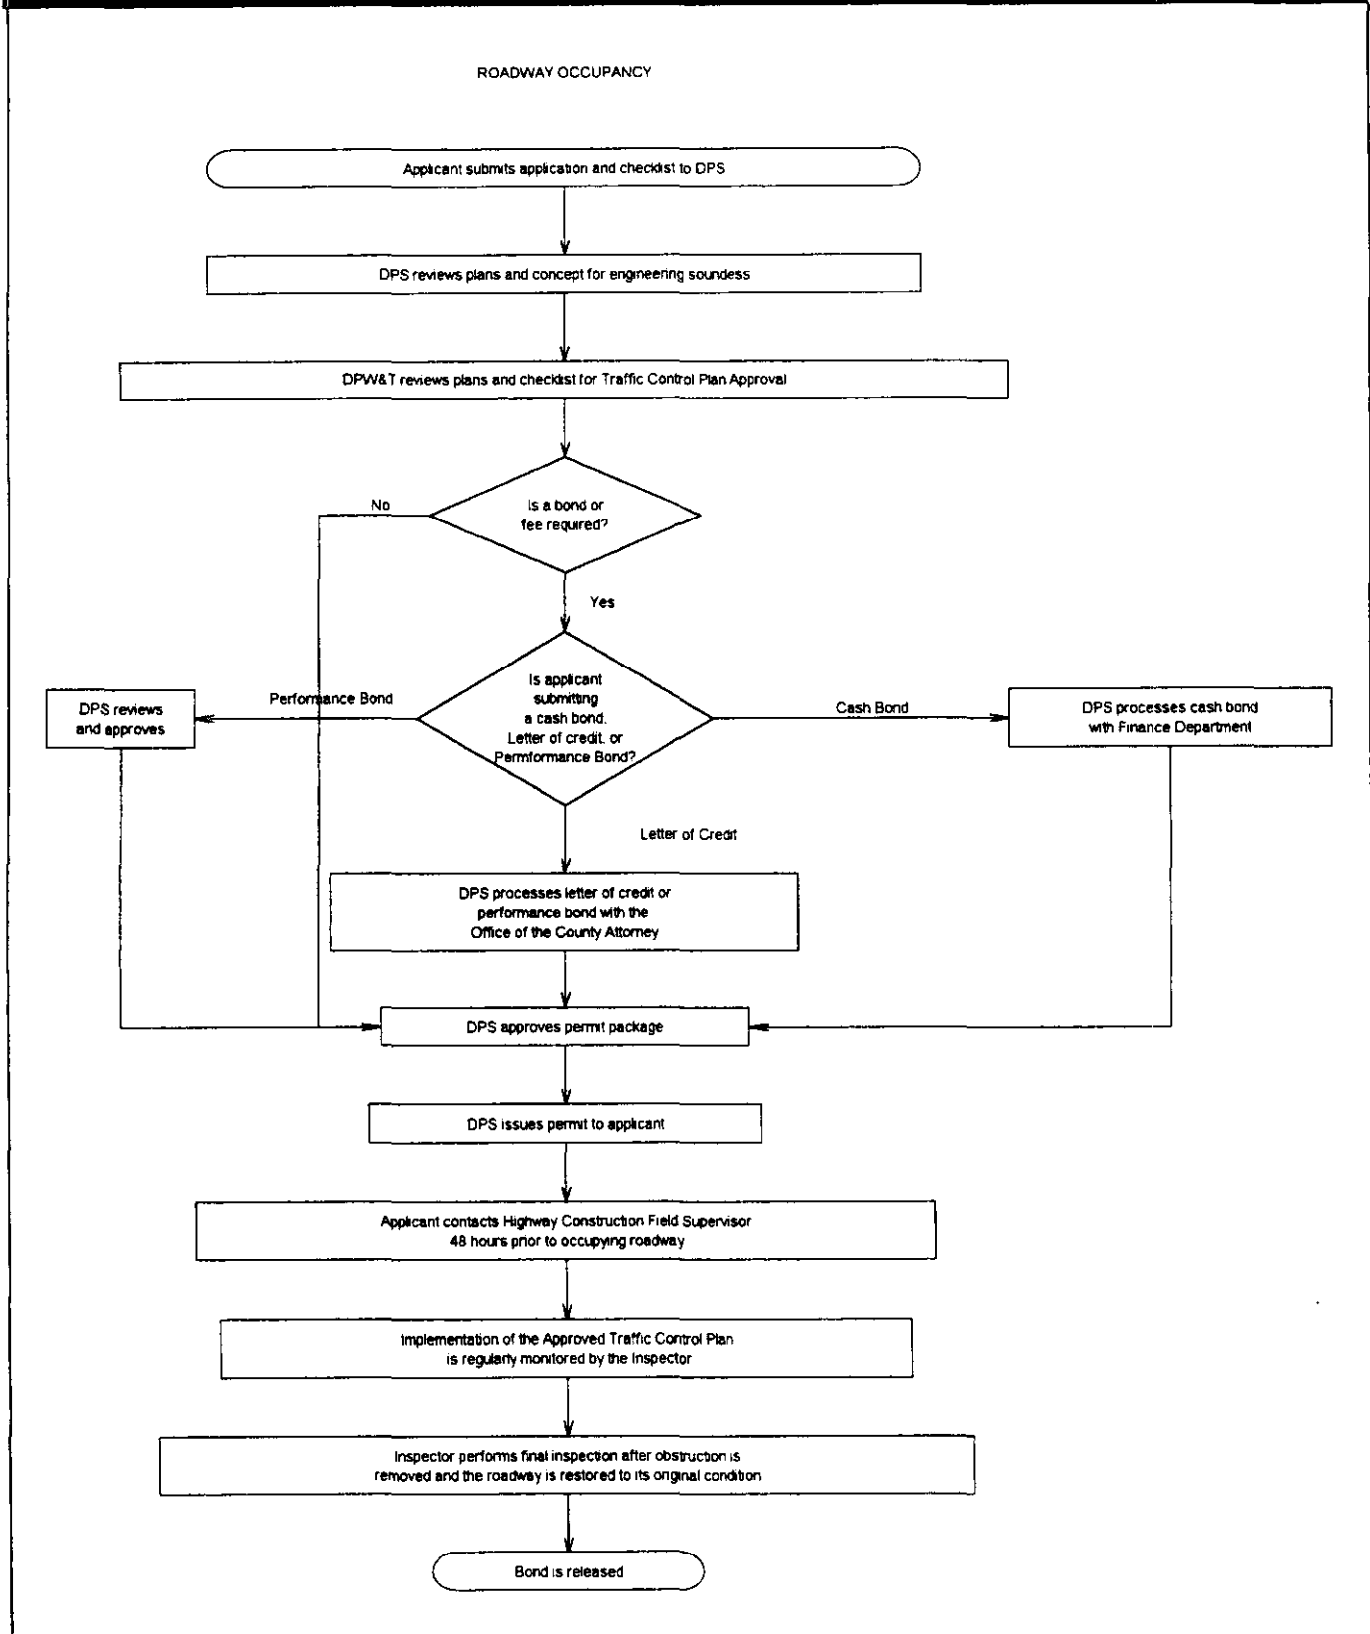 ROADWAY OCCUPANCY
Applicant submits application and checklist to DPS
DPS reviews plans and concept for engineering soundess
DPW&T reviews plans and checklist for Traffic Control Plan Approval
No
Is a bond or
fee required?
Yes
Performance Bond
Is applicant
submitting
a cash bond.
Letter of credit. or
Permformance Bond?
Cash Bond
DPS reviews
and approves
DPS processes cash bond
with Finance Department
Letter of Credit
DPS processes letter of credit or
performance bond with the
Office of the County Attorney
DPS approves permit package
DPS issues permit to applicant
Applicant contacts Highway Construction Field Supervisor
48 hours prior to occupying roadway
Implementation of the Approved Traffic Control Plan
is regularly monitored by the Inspector
Inspector performs final inspection after obstruction is
removed and the roadway is restored to its original condition
Bond is released